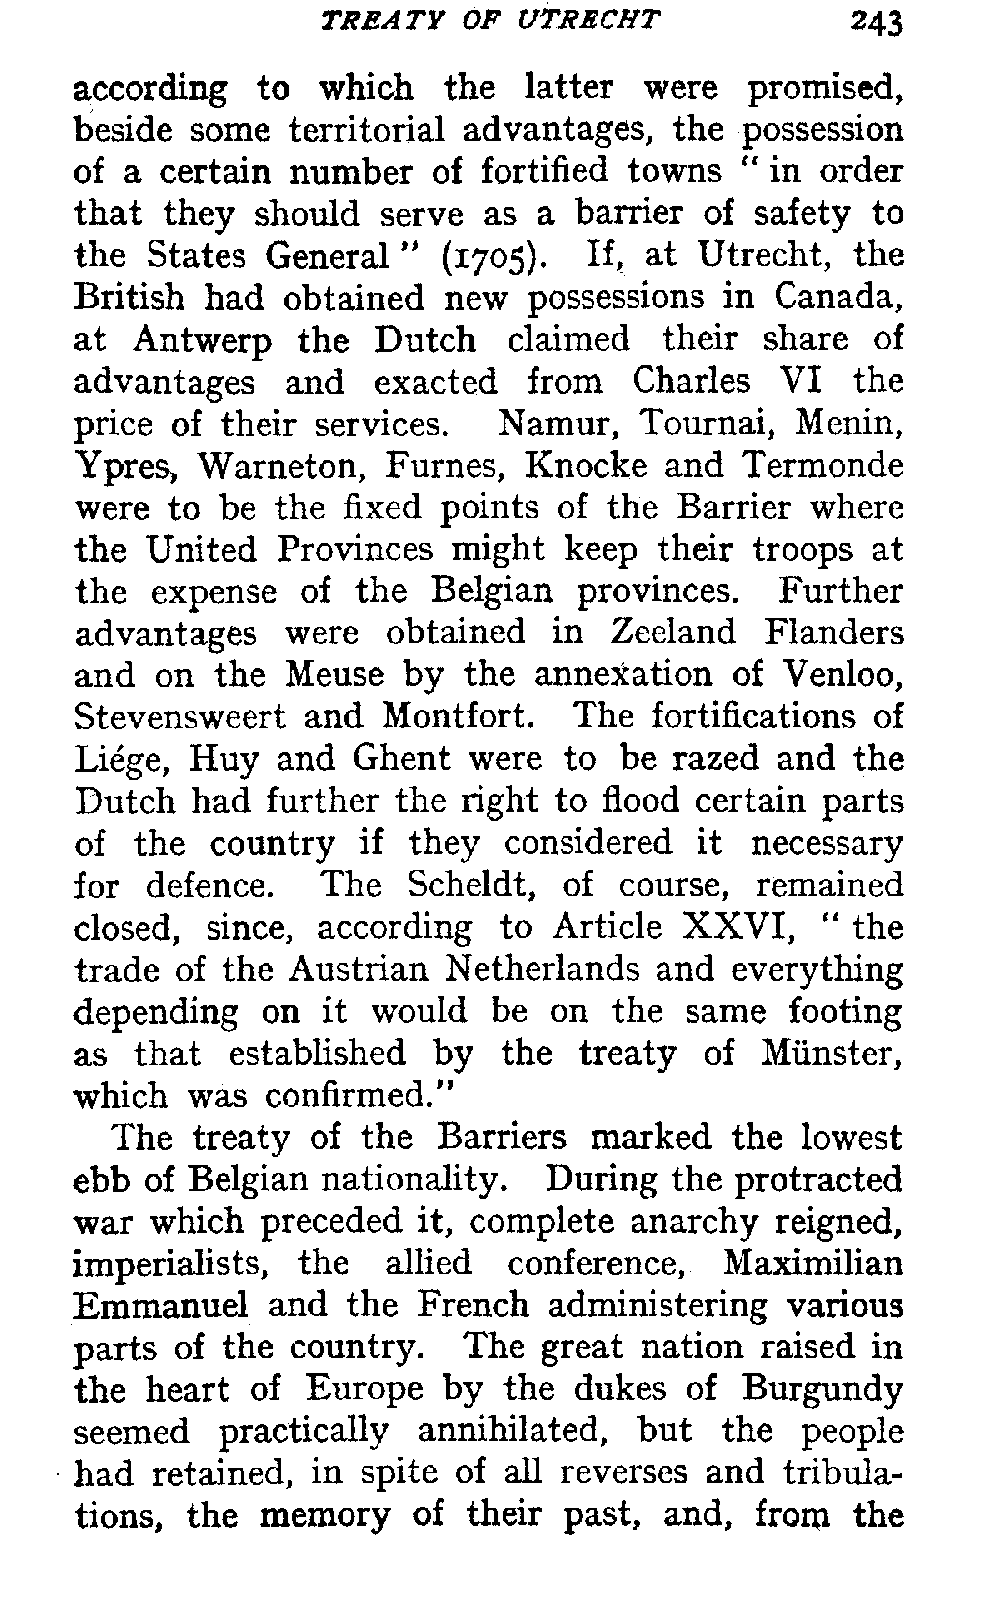 TREATY OF UTRECHT 243
according to which the latter were promised,
beside some territorial advantages, the possession
of a certain number of fortified towns " in order
that they should serve as a barrier of safety to
the States General " (1705). If, at Utrecht, the
British had obtained new possessions in Canada,
at Antwerp the Dutch claimed their share of
advantages and exacted from Charles VI the
price of their services. Namur, Tournai, Menin,
Ypres, Warneton, Furnes, Knocke and Termonde
were to be the fixed points of the Barrier where
the United Provinces might keep their troops at
the expense of the Belgian provinces. Further
advantages were obtained in Zeeland Flanders
and on the Meuse by the annexation of Venloo,
Stevensweert and Montfort. The fortifications of
Liége, Huy and Ghent were to be razed and the
Dutch had further the right to flood certain parts
of the country if they considered it necessary
for defence. The Scheldt, of course, remained
closed, since, according to Article XXVI, " the
trade of the Austrian Netherlands and everything
depending on it would be on the same footing
as that established by the treaty of Münster,
which was confirmed."
The treaty of the Barriers marked the lowest
ebb of Belgian nationality. During the protracted
war which preceded it, complete anarchy reigned,
imperialists, the allied conference, Maximilian
Emmanuel and the French administering various
parts of the country. The great nation raised in
the heart of Europe by the dukes of Burgundy
seemed practically annihilated, but the people
had retained, in spite of all reverses and tribula-
tions, the memory of their past, and, from the